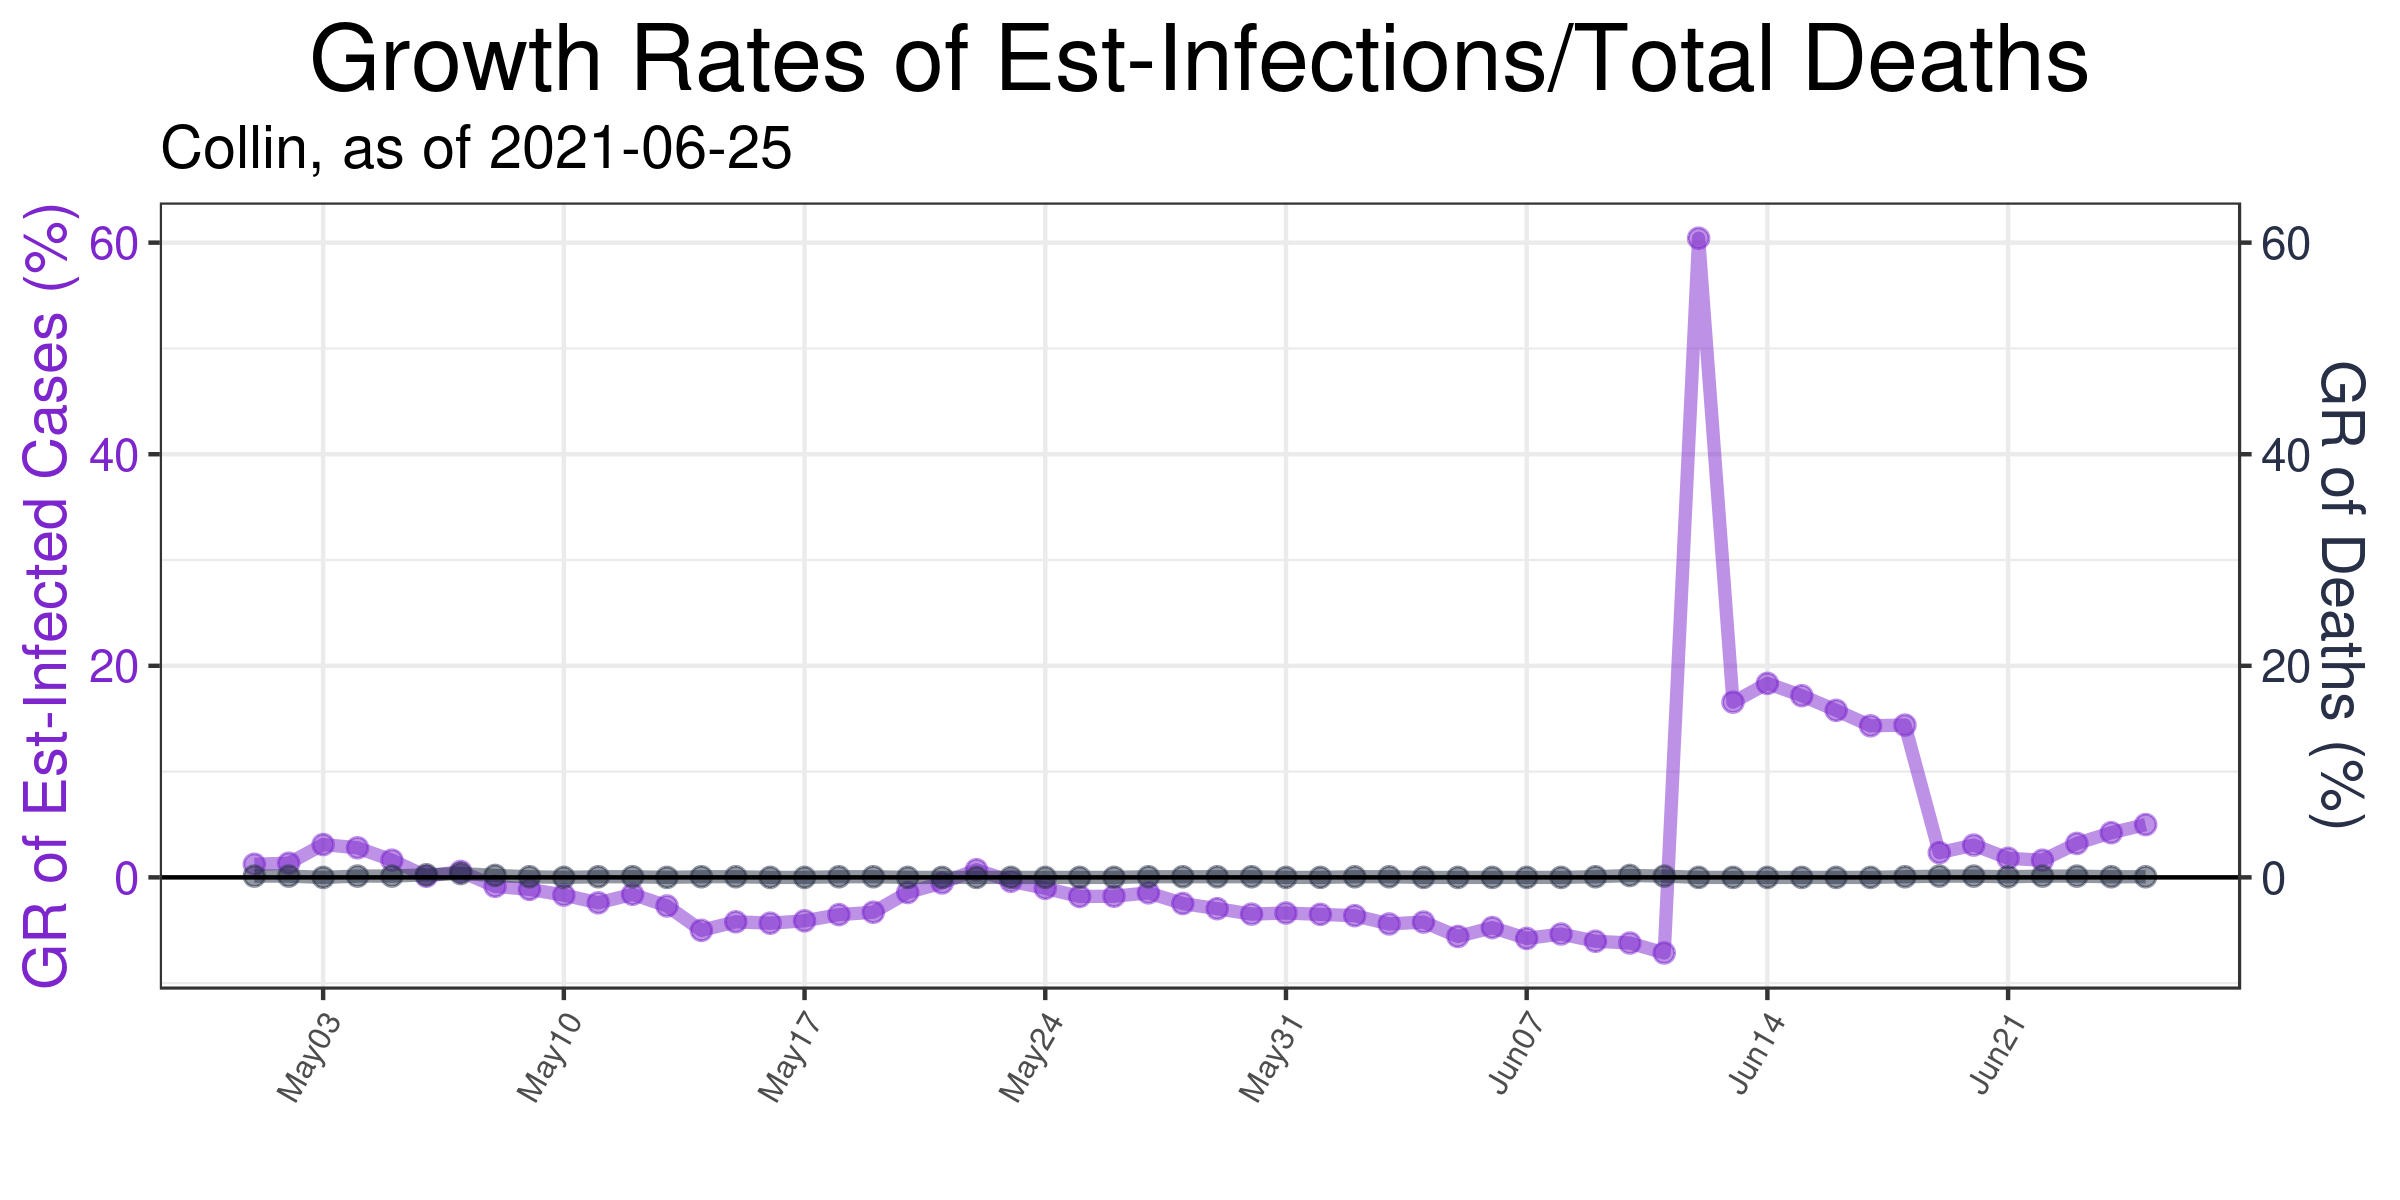 Growth Rates of Est-Infections/Total Deaths
Collin, as of 2021-06-25
GR of Est-Infected Cases (%)
60
40
20
0
60
40
20
0
GR of Deaths (%)
May03
May10
May17
May24
May31
Jun07
Jun14
Jun21